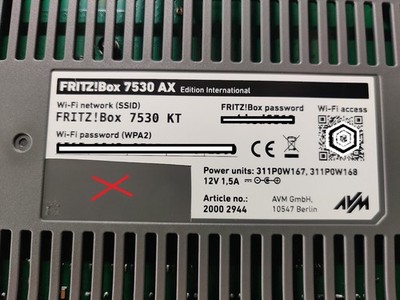 FRITZ!Box 7530 AX Edition International
Wi-Fi network (SSID)
FRITZ!Box 7530 KT
FRITZ!Box password
Wi-Fi access
Wi-Fi password (WPA2)
CE
Power units: 311P0W167, 311P0W168
12V 1,5A
Article no.:
2000 2944
AVM GmbH,
10547 Berlin
AVM